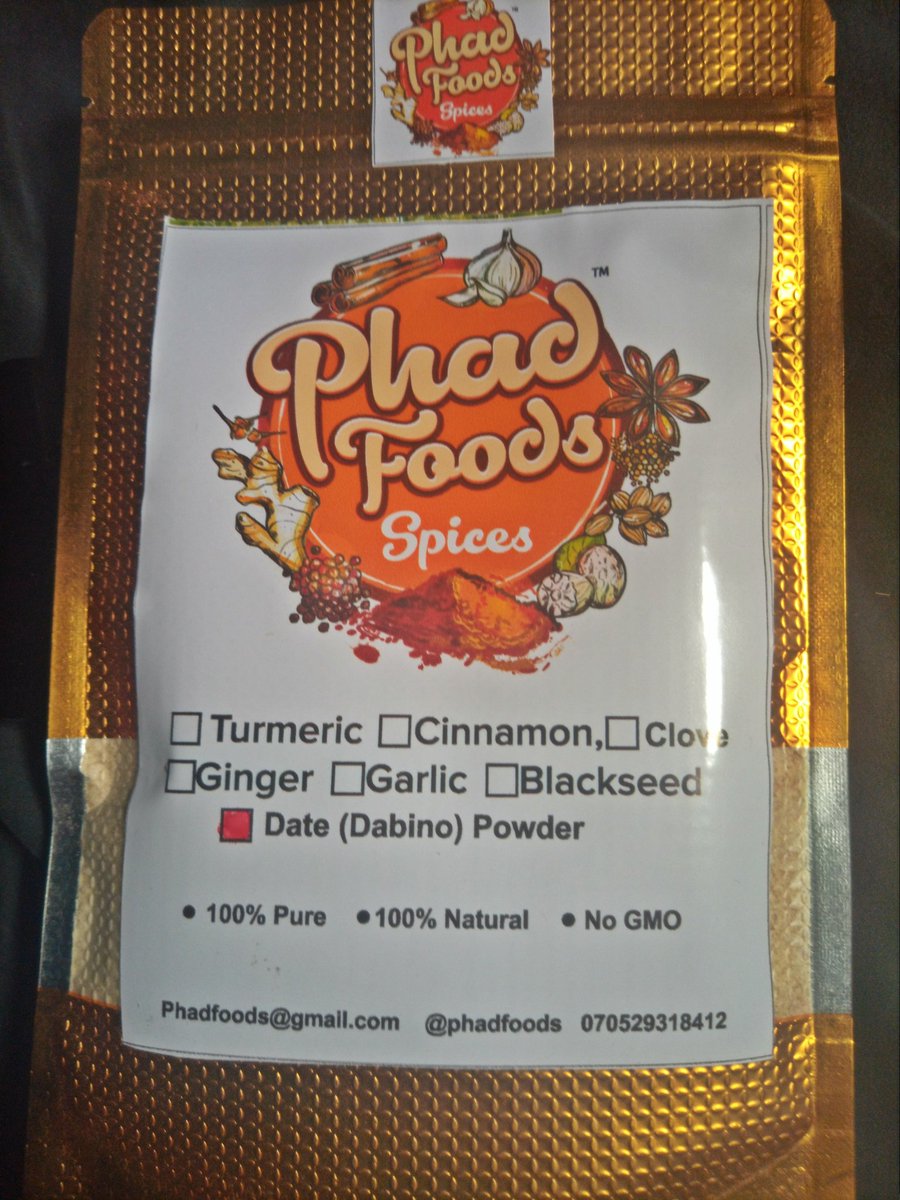 Phad
Foods
Spices
TM
Phad
Foods
Spices
Turmeric Cinnamon, Clove
Ginger Garlic Blackseed
Date (Dabino) Powder
• 100% Pure • 100% Natural • No GMO
Phadfoods@gmail.com @phadfoods 070529318412